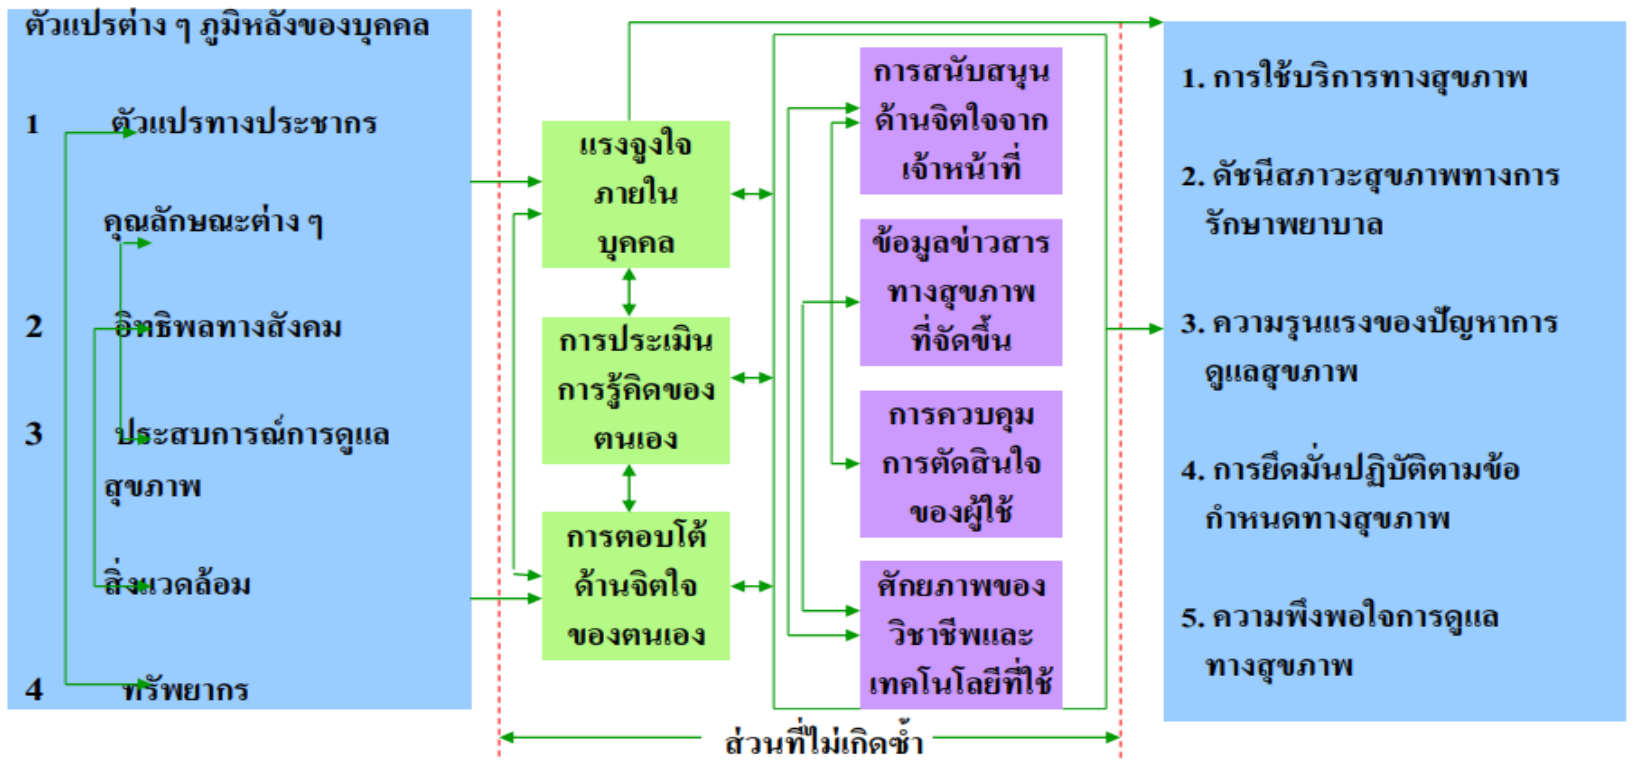 ตัวแปรต่าง ๆ ภูมิหลังของบุคคล
1 ตัวแปรทางประชากร
คุณลักษณะต่าง ๆ
2 อิทธิพลทางสังคม
3 ประสบการณ์การดูแล
สุขภาพ
สิ่งแวดล้อม
4 ทรัพยากร
แรงจูงใจ
ภายใน
บุคคล
การประเมิน
การรู้คิดของ
ตนเอง
การตอบโต้
ด้านจิตใจ
ของตนเอง
การสนับสนุน
ด้านจิตใจจาก
เจ้าหน้าที่
ข้อมูลข่าวสาร
ทางสุขภาพ
ที่จัดขึ้น
การควบคุม
การตัดสินใจ
ของผู้ใช้
ศักยภาพของ
วิชาชีพและ
เทคโนโลยีที่ใช้
1. การใช้บริการทางสุขภาพ
2. ดัชนีสภาวะสุขภาพทางการ
รักษาพยาบาล
3. ความรุนแรงของปัญหาการ
ดูแลสุขภาพ
4. การยึดมั่นปฏิบัติตามข้อ
กำหนดทางสุขภาพ
5. ความพึงพอใจการดูแล
ทางสุขภาพ
ส่วนที่ไม่เกิดซ้ำ